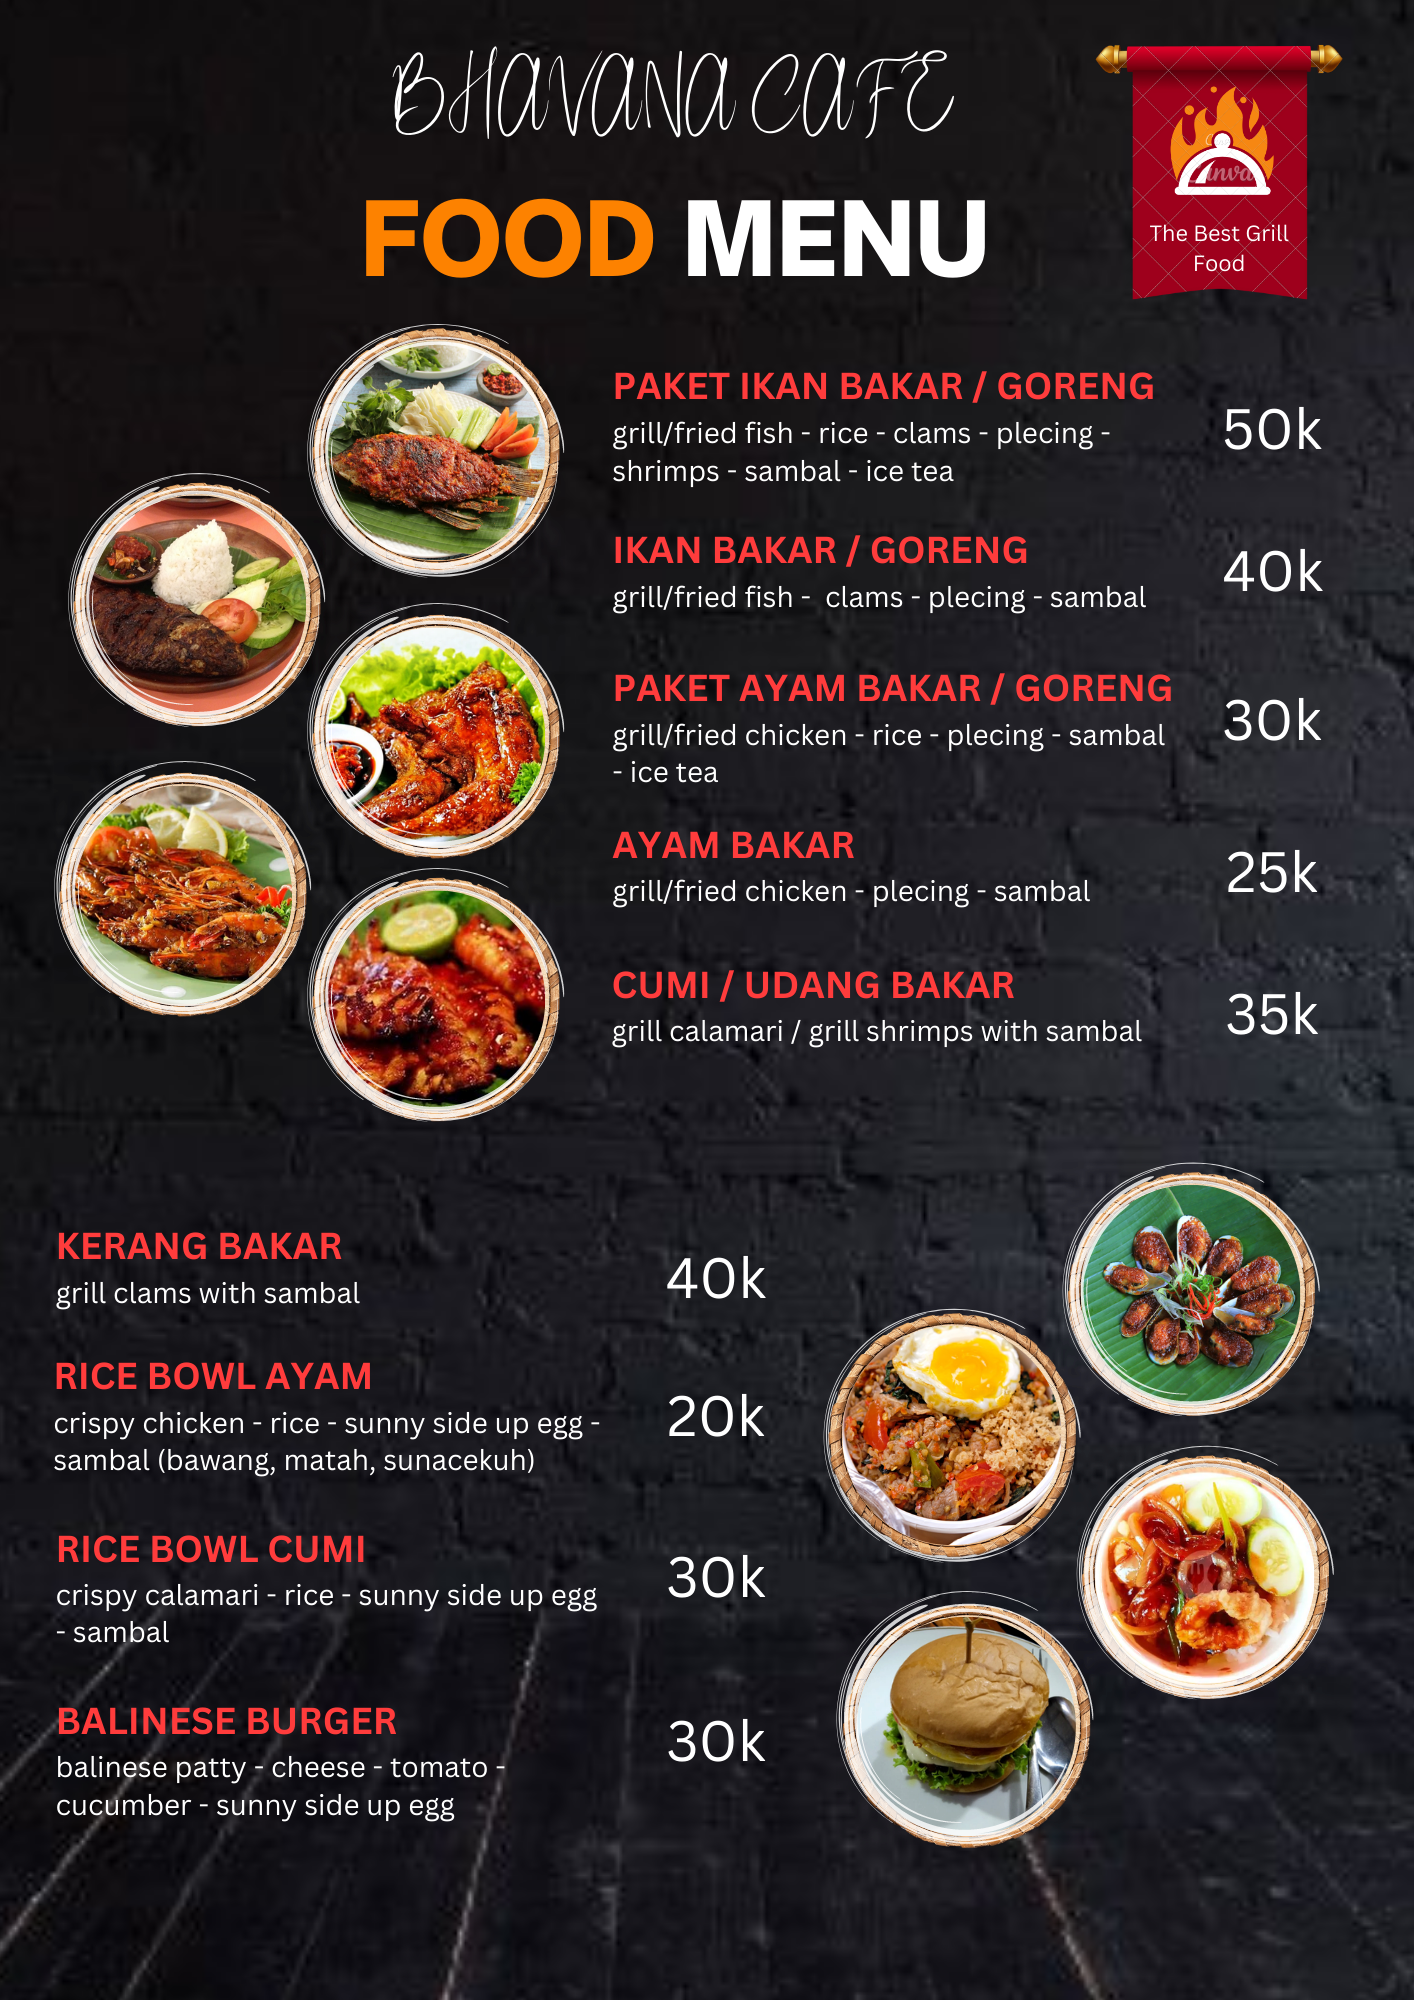 BHAVANA CAFE
FOOD MENU
The Best Grill
Food
PAKET IKAN BAKAR / GORENG
grill/fried fish - rice - clams - plecing -
shrimps - sambal - ice tea
50k
IKAN BAKAR / GORENG
grill/fried fish -  clams - plecing - sambal
40k
PAKET AYAM BAKAR / GORENG
grill/fried chicken - rice - plecing - sambal
- ice tea
30k
AYAM BAKAR
grill/fried chicken - plecing - sambal
25k
CUMI / UDANG BAKAR
grill calamari / grill shrimps with sambal
35k
KERANG BAKAR
grill clams with sambal
40k
RICE BOWL AYAM
crispy chicken - rice - sunny side up egg -
sambal (bawang, matah, sunacekuh)
20k
RICE BOWL CUMI
crispy calamari - rice - sunny side up egg
- sambal
30k
BALINESE BURGER
balinese patty - cheese - tomato -
cucumber - sunny side up egg
30k